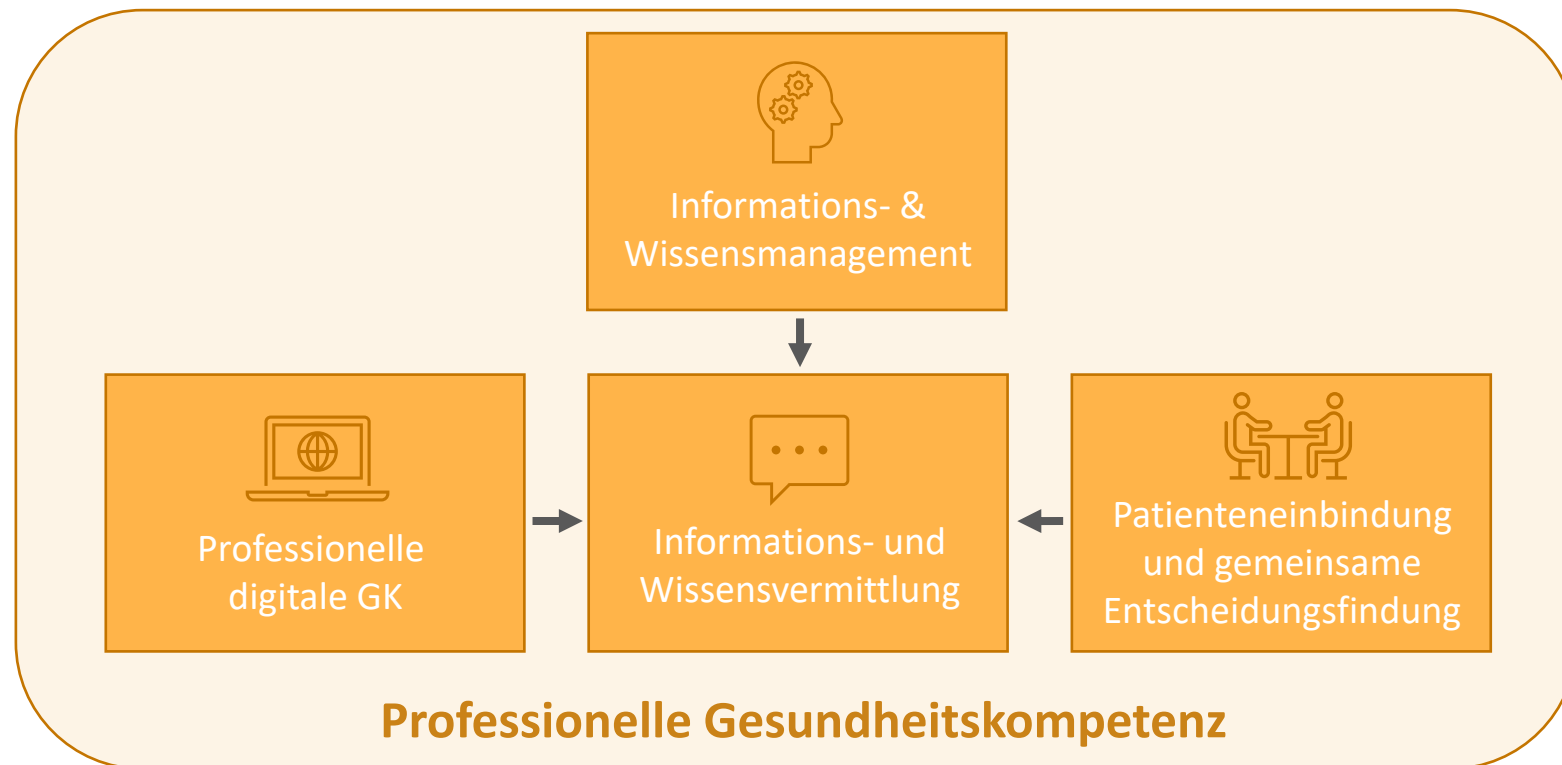 Informations- &
Wissensmanagement
Professionelle
digitale GK
Informations- und
Wissensvermittlung
Patienteneinbindung
und gemeinsame
Entscheidungsfindung
Professionelle Gesundheitskompetenz